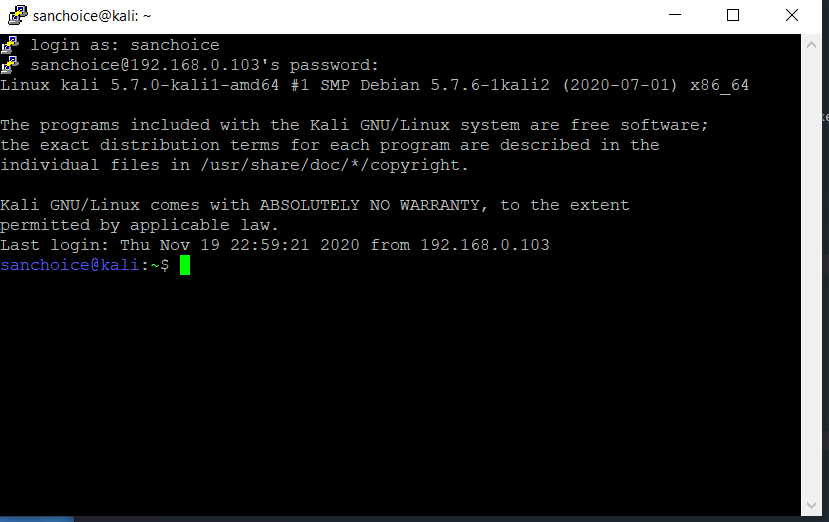 sanchoice@kali: ~
login as: sanchoice
sanchoice@192.168.0.103's password:
Linux kali 5.7.0-kali1-amd64 #1 SMP Debian 5.7.6-1kali2 (2020-07-01) x86_64
The programs included with the Kali GNU/Linux system are free software;
the exact distribution terms for each program are described in the
individual files in /usr/share/doc/*/copyright.
Kali GNU/Linux comes with ABSOLUTELY NO WARRANTY, to the extent
permitted by applicable law.
Last login: Thu Nov 19 22:59:21 2020 from 192.168.0.103
sanchoice@kali:~$